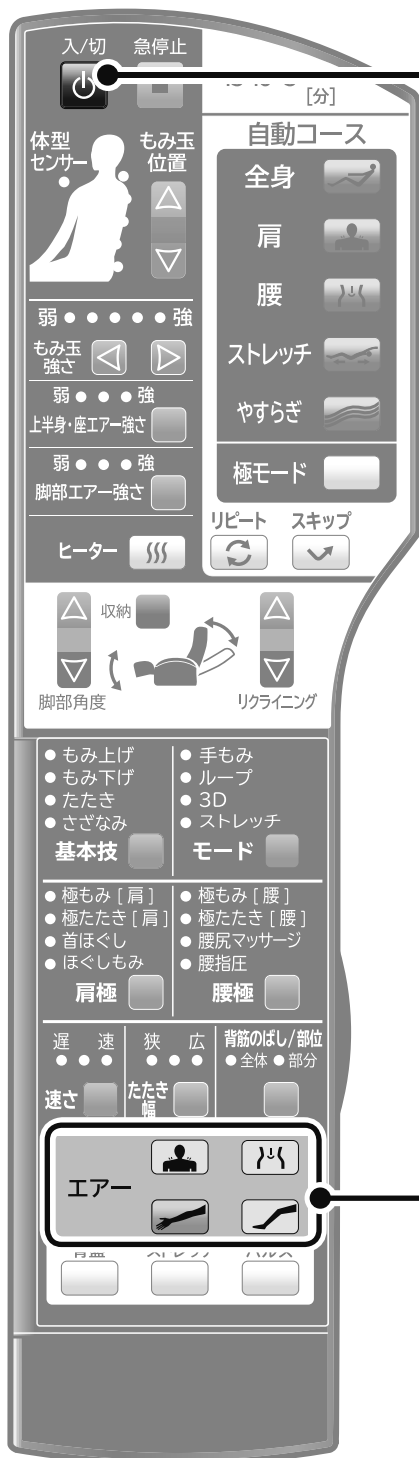 入/切 急停止
[分]
体型
センサー
もみ玉
位置
自動コース
全身
肩
腰
ストレッチ
やすらぎ
極モード
弱 強
もみ玉
強さ
弱 強
上半身・座エアー強さ
弱 強
脚部エアー強さ
ヒーター
リピート スキップ
収納
脚部角度
リクライニング
もみ上げ
もみ下げ
たたき
さざなみ
基本技
手もみ
ループ
3D
ストレッチ
モード
極もみ [ 肩 ]
極たたき [ 肩 ]
首ほぐし
ほぐしもみ
肩極
極もみ [ 腰 ]
極たたき [ 腰 ]
腰尻マッサージ
腰指圧
腰極
遅 速
速さ
狭 広
たたき
幅
背筋のばし/部位
全体 部分
エアー